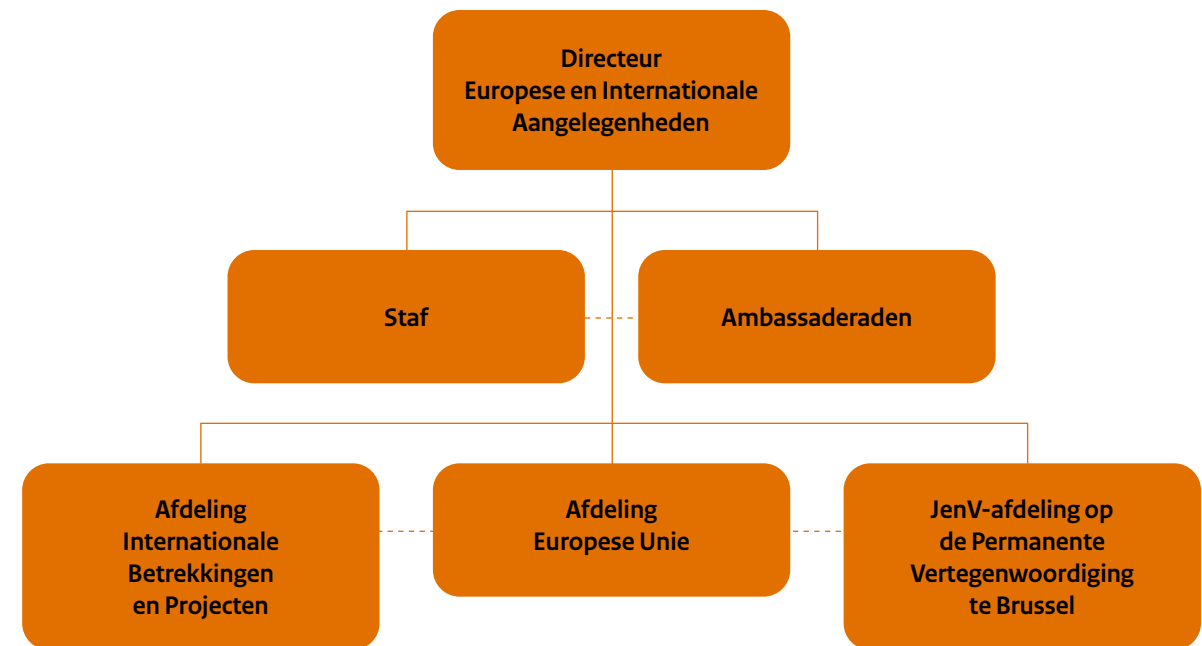 Directeur
Europese en Internationale
Aangelegenheden
Staf
Ambassaderaden
Afdeling
Internationale
Betrekkingen
en Projecten
Afdeling
Europese Unie
JenV-afdeling op
de Permanente
Vertegenwoordiging
te Brussel